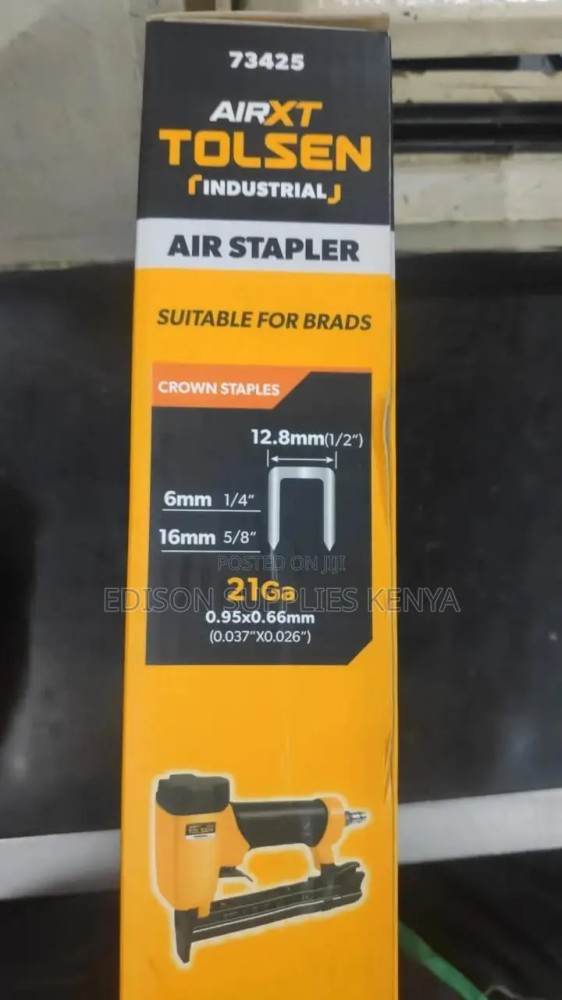 73425
AIRXT
TOLSEN
INDUSTRIAL
AIR STAPLER
SUITABLE FOR BRADS
CROWN STAPLES
12.8mm(1/2")
6mm 1/4"
16mm 5/8"
POSTED ON JIJI
21Ga
EDISON SUPPLIES KENYA
0.95x0.66mm
(0.037"X0.026")
TOLSEN